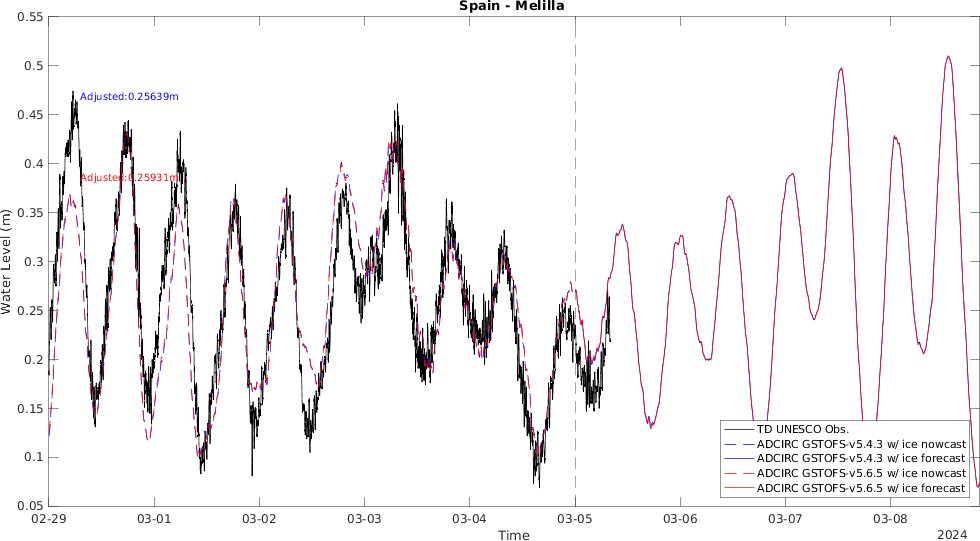 Spain - Melilla
0.55
0.5
0.45
0.4
0.35
0.3
0.25
0.2
0.15
0.1
0.05
Water Level (m)
Adjusted:0.25639m
Adjusted:0.25931m
TD UNESCO Obs.
ADCIRC GSTOFS-v5.4.3 w/ ice nowcast
ADCIRC GSTOFS-v5.4.3 w/ ice forecast
ADCIRC GSTOFS-v5.6.5 w/ ice nowcast
ADCIRC GSTOFS-v5.6.5 w/ ice forecast
02-29 03-01 03-02 03-03 03-04 03-05 03-06 03-07 03-08
Time
2024